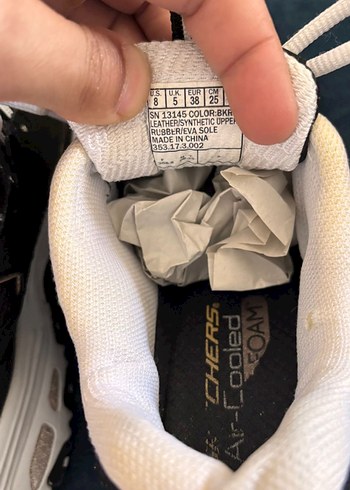 U.S. U.K. EUR CM
8 5 38 25
SN 13145 COLOR:BKR
LEATHER/SYNTHETIC UPPER
RUBBER/EVA SOLE
MADE IN CHINA
353.17.3.002
CHERS
Air-Cooled
FOAM